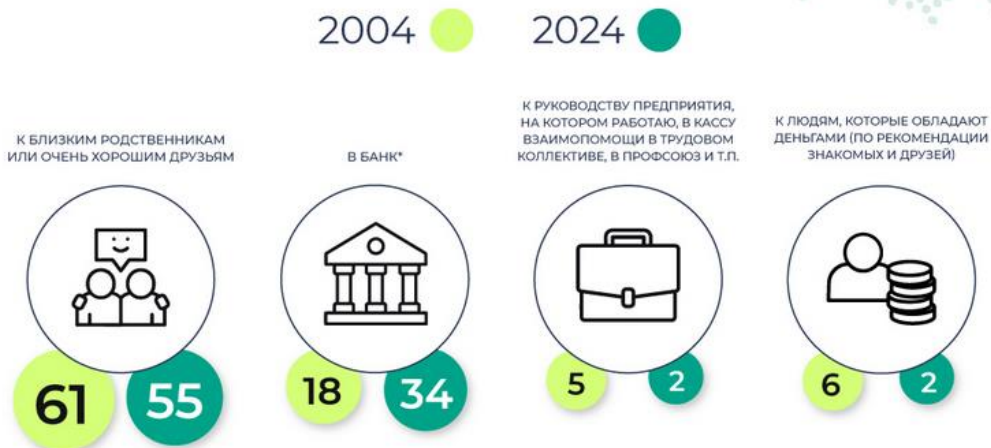 2004 2024
К БЛИЗКИМ РОДСТВЕННИКАМ
ИЛИ ОЧЕНЬ ХОРОШИМ ДРУЗЬЯМ
61 55
В БАНК*
18 34
К РУКОВОДСТВУ ПРЕДПРИЯТИЯ,
НА КОТОРОМ РАБОТАЮ, В КАССУ
ВЗАИМОПОМОЩИ В ТРУДОВОМ
КОЛЛЕКТИВЕ, В ПРОФСОЮЗ И Т.П.
5 2
К ЛЮДЯМ, КОТОРЫЕ ОБЛАДАЮТ
ДЕНЬГАМИ (ПО РЕКОМЕНДАЦИИ
ЗНАКОМЫХ И ДРУЗЕЙ)
6 2